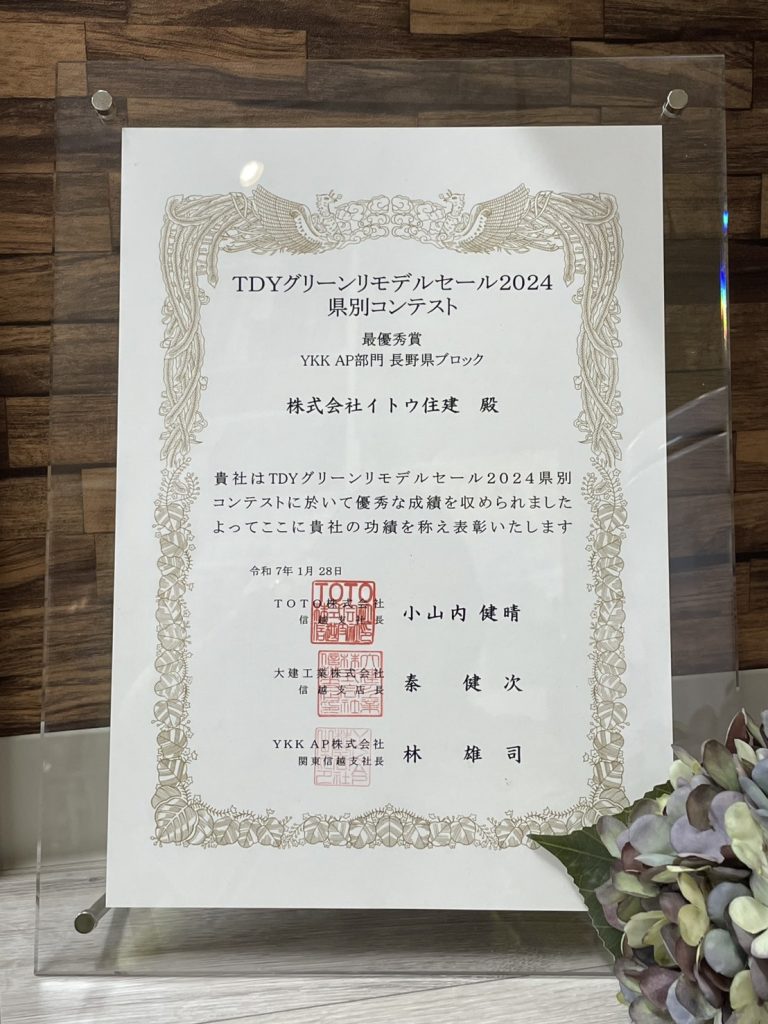 TDYグリーンリモデルセール2024
県別コンテスト
最優秀賞
YKK AP部門 長野県ブロック
株式会社イトウ住建 殿
貴社はTDYグリーンリモデルセール2024県別
コンテストに於いて優秀な成績を収められました
よってここに貴社の功績を称え表彰いたします
令和 7年 1月 28日
TOTO株式会社
信越支社長 小山内 健晴
TOTO
大建工業株式会社
信越支店長 秦 健次
YKK AP株式会社
関東信越支社長 林 雄司